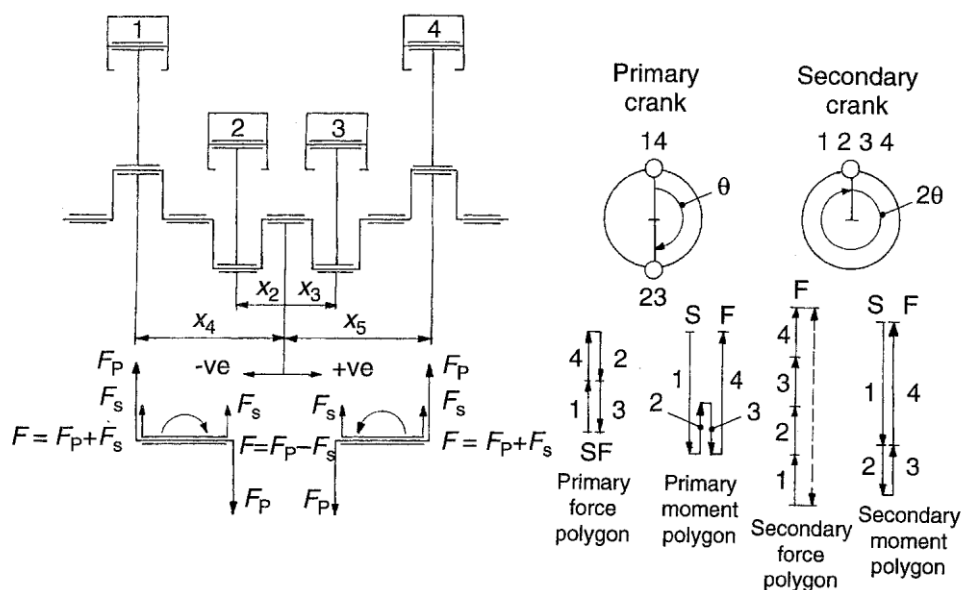 1
4
2
3
Primary
crank
Secondary
crank
14
1 2 3 4
θ
2θ
23
x2
x3
x4
x5
-ve
+ve
FP
FP
Fs
Fs
Fs
Fs
F = FP+Fs
F=FP−Fs
F = FP+Fs
FP
FP
4
2
1
3
SF
Primary
force
polygon
S
F
1
4
2
3
Primary
moment
polygon
F
4
3
2
1
S
Secondary
force
polygon
S
F
1
4
2
3
Secondary
moment
polygon